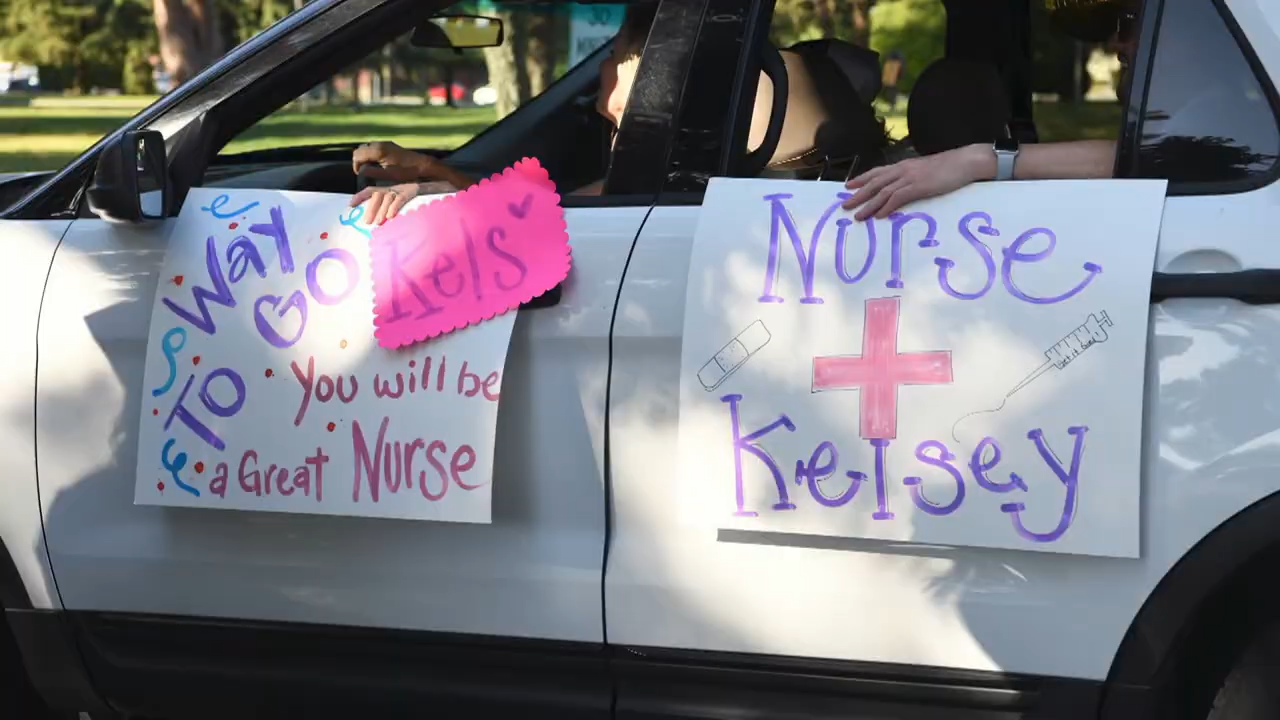 Way
TO GO
Kels
You will be
a Great Nurse
Nurse
Kelsey